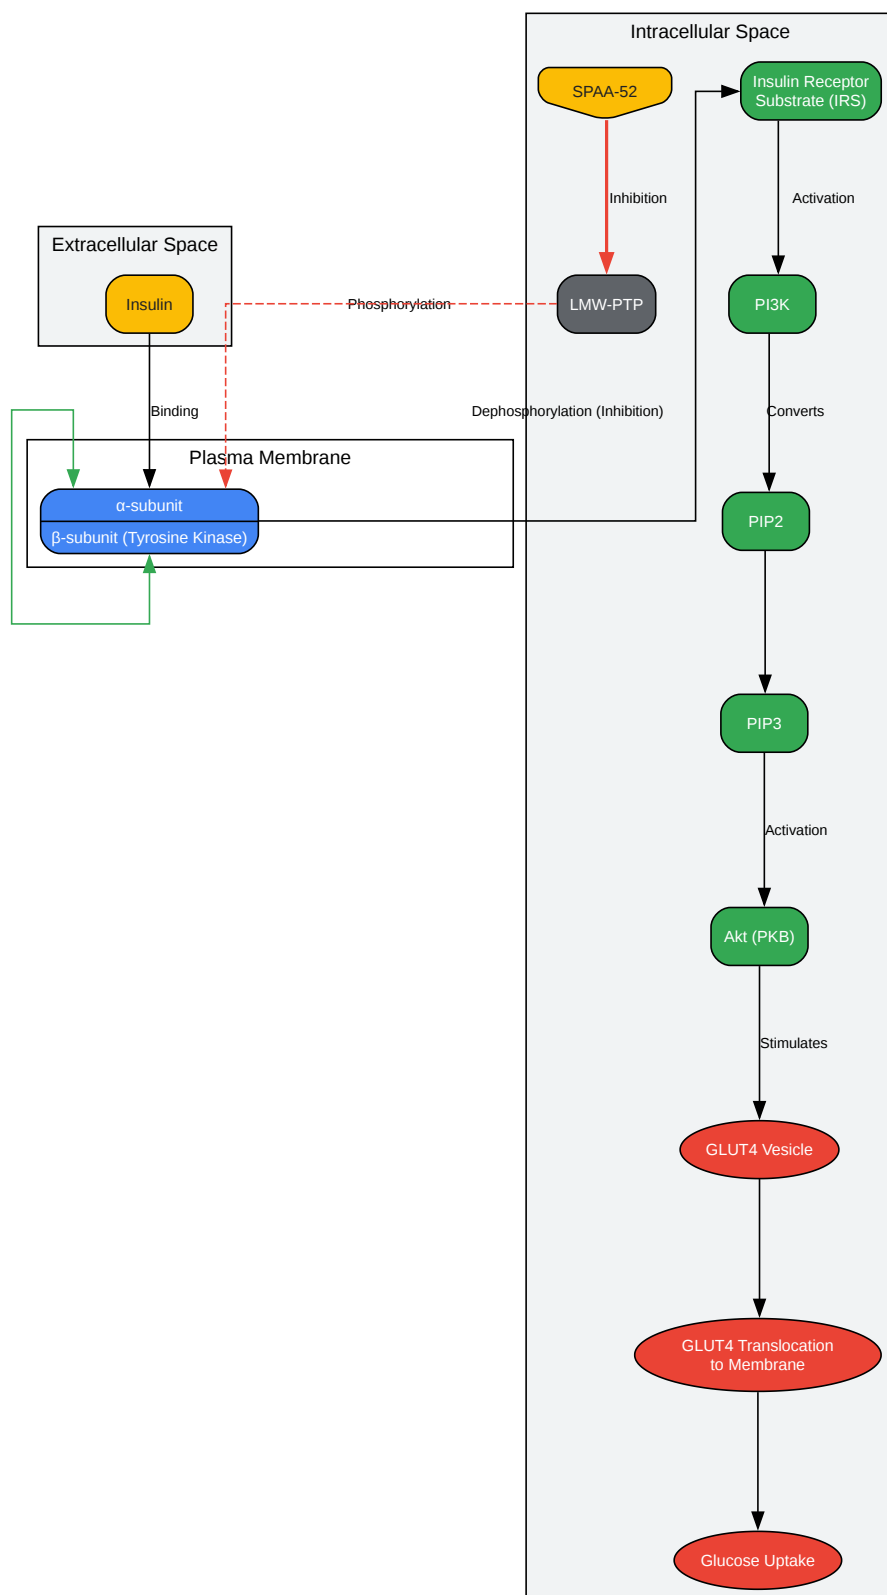 Intracellular Space
SPAA-52
Insulin Receptor
Substrate (IRS)
Inhibition
Activation
Extracellular Space
Insulin
Phosphorylation
LMW-PTP
PI3K
Binding
Dephosphorylation (Inhibition)
Converts
Plasma Membrane
α-subunit
β-subunit (Tyrosine Kinase)
PIP2
PIP3
Activation
Akt (PKB)
Stimulates
GLUT4 Vesicle
GLUT4 Translocation
to Membrane
Glucose Uptake